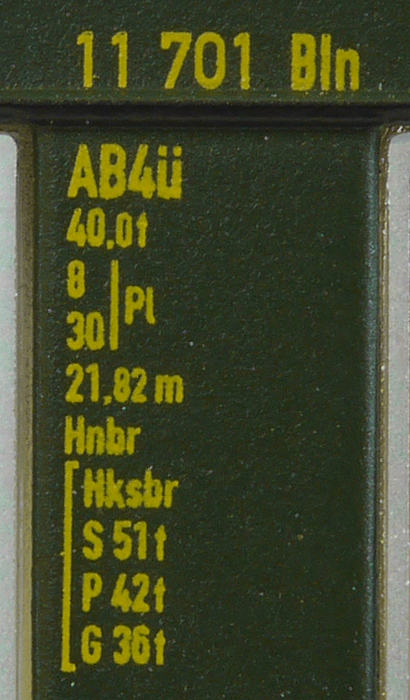 11 701 Bln
AB4ü
40,0t
8
30 Pl
21,82 m
Hnbr
Hksbr
S 51t
P 42t
G 36t